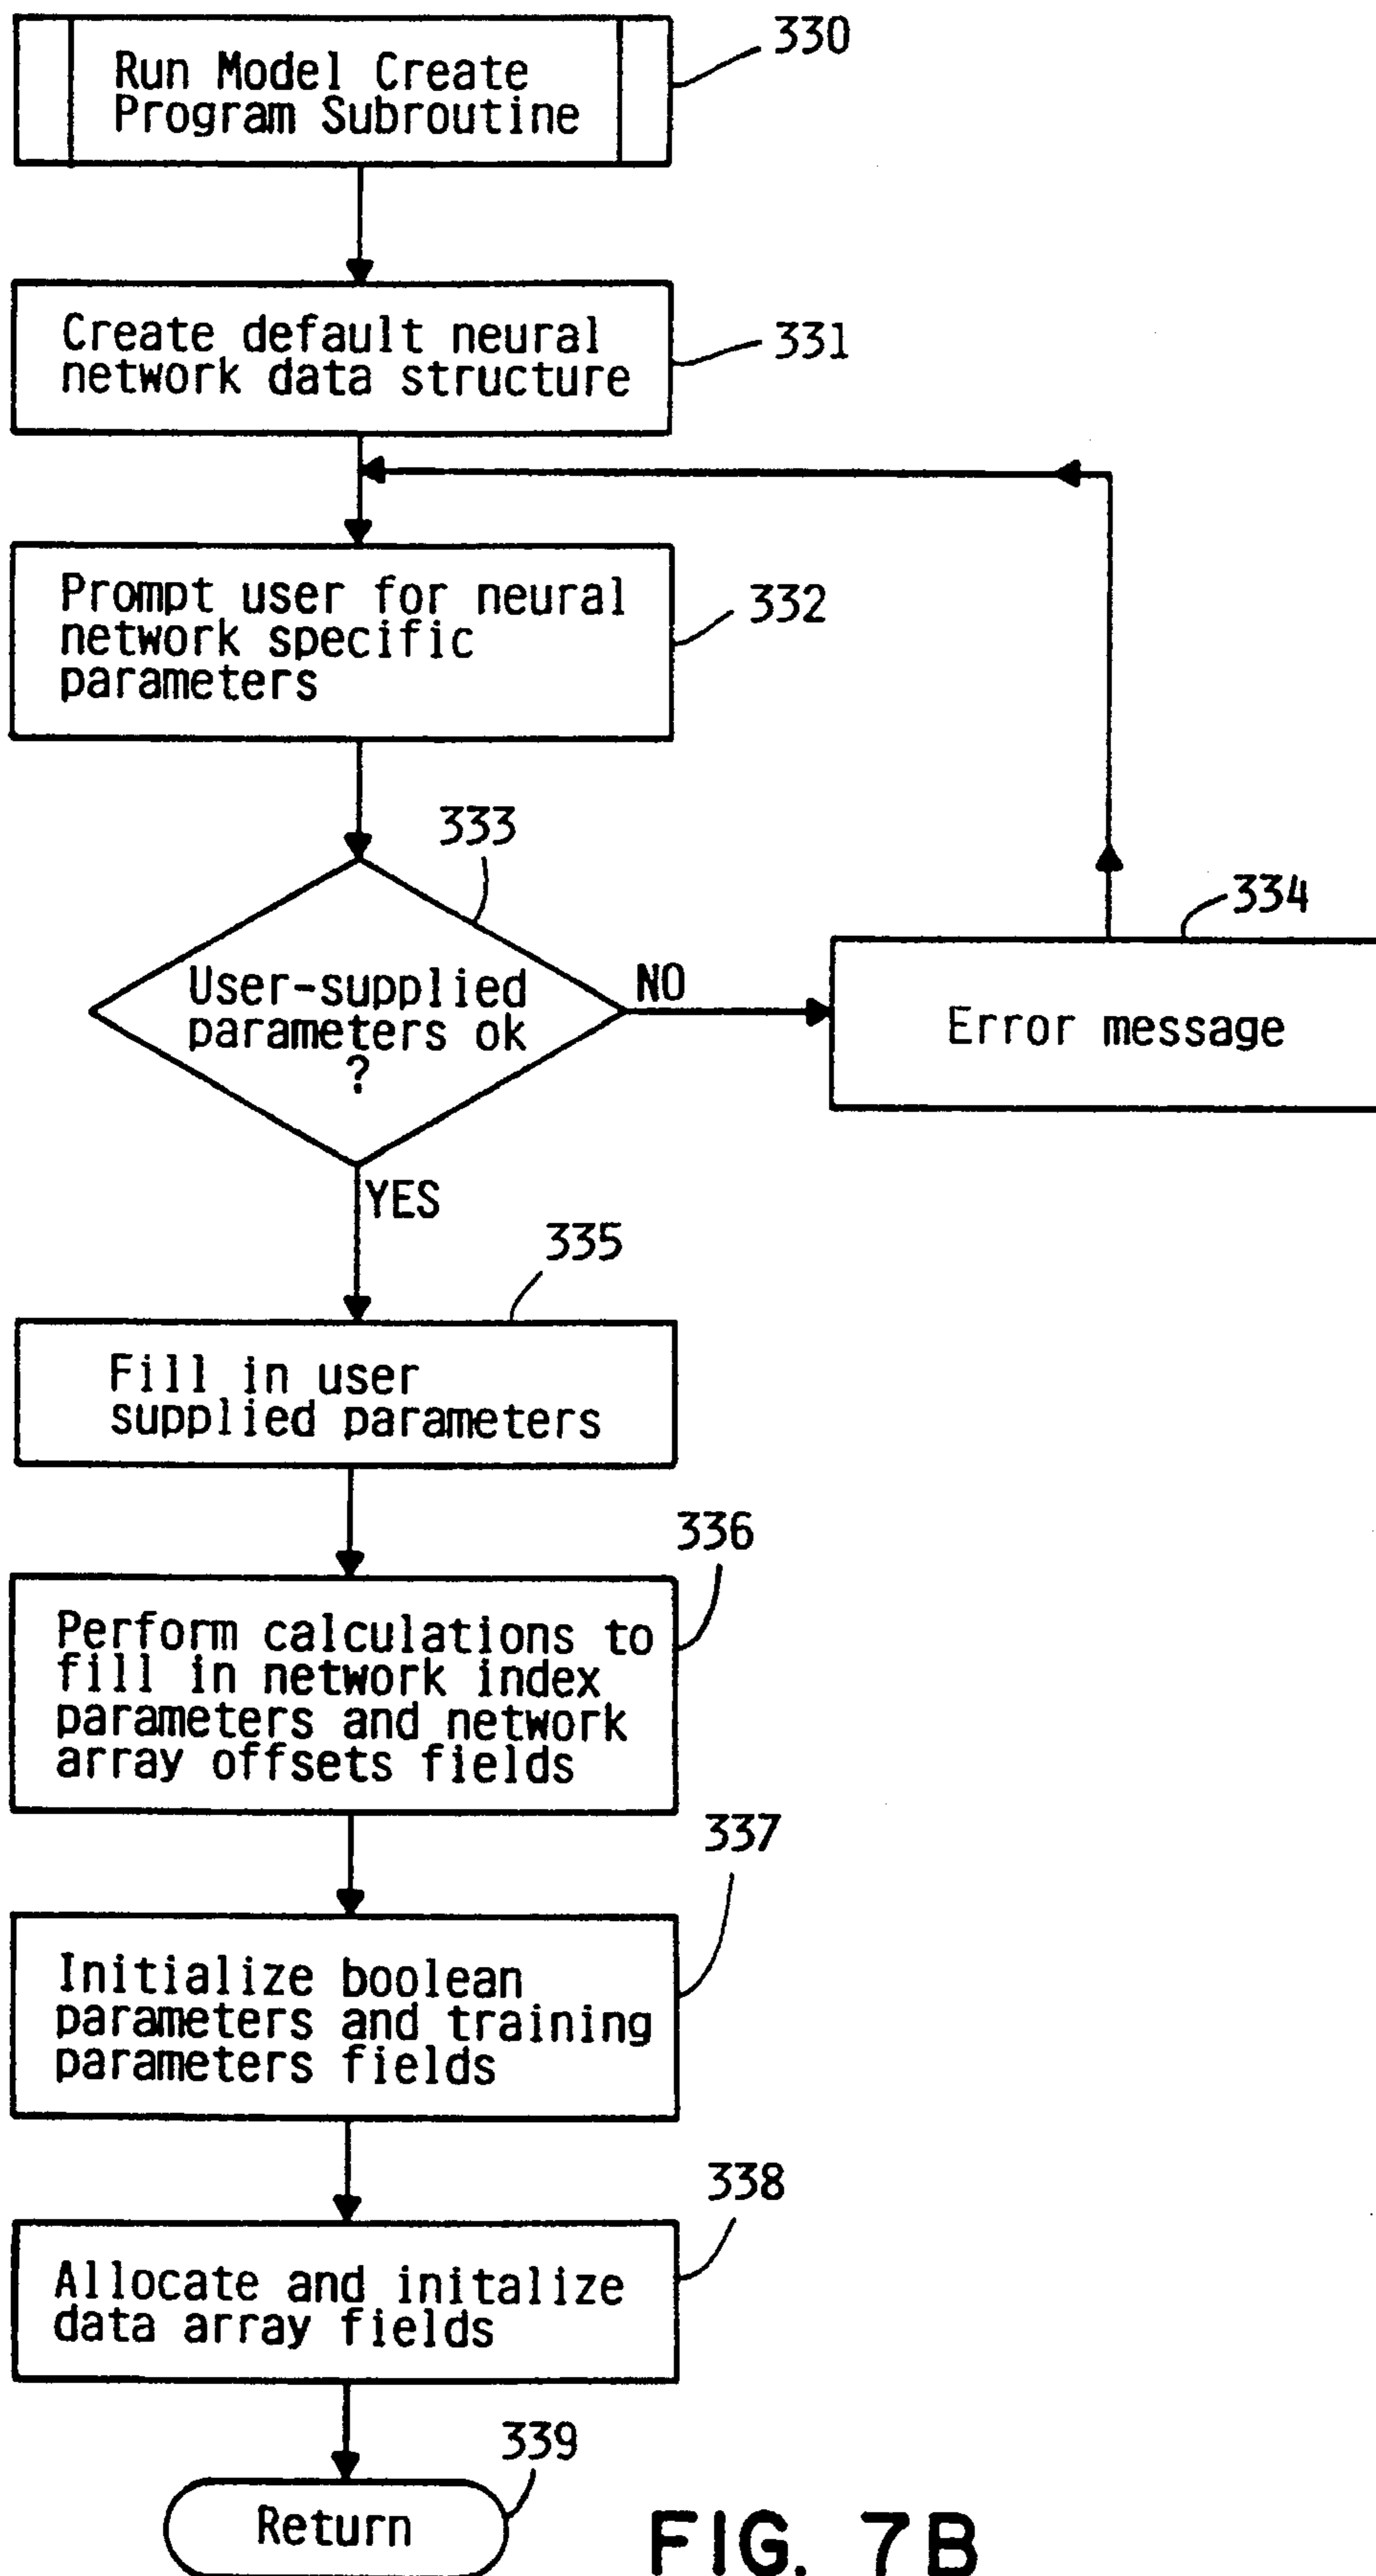 330
Run Model Create
Program Subroutine
331
Create default neural
network data structure
332
Prompt user for neural
network specific
parameters
333
User-supplied
parameters ok
?
NO
334
Error message
YES
335
Fill in user
supplied parameters
336
Perform calculations to
fill in network index
parameters and network
array offsets fields
337
Initialize boolean
parameters and training
parameters fields
338
Allocate and initalize
data array fields
339
Return
FIG. 7B